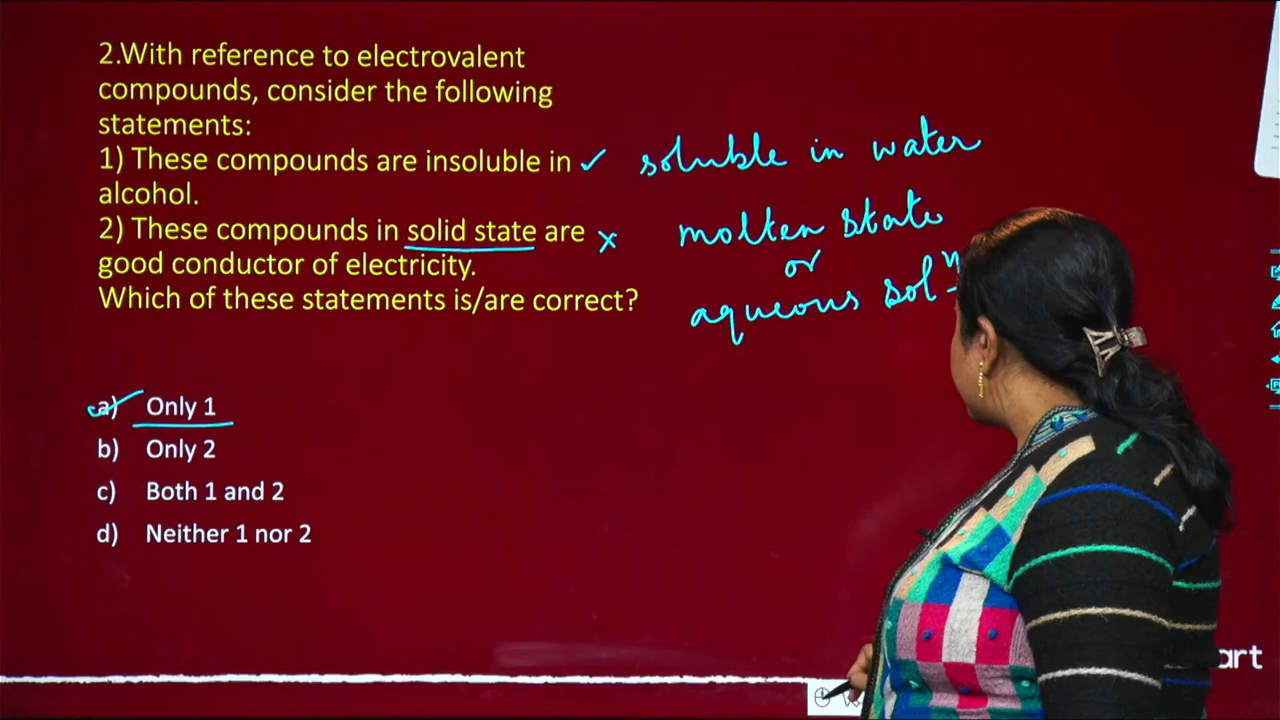 2.With reference to electrovalent
compounds, consider the following
statements:
1) These compounds are insoluble in ✓ soluble in water
alcohol.
2) These compounds in solid state are x molten state
or
good conductor of electricity.
aqueous solⁿ
Which of these statements is/are correct?
a) Only 1
b) Only 2
c) Both 1 and 2
d) Neither 1 nor 2